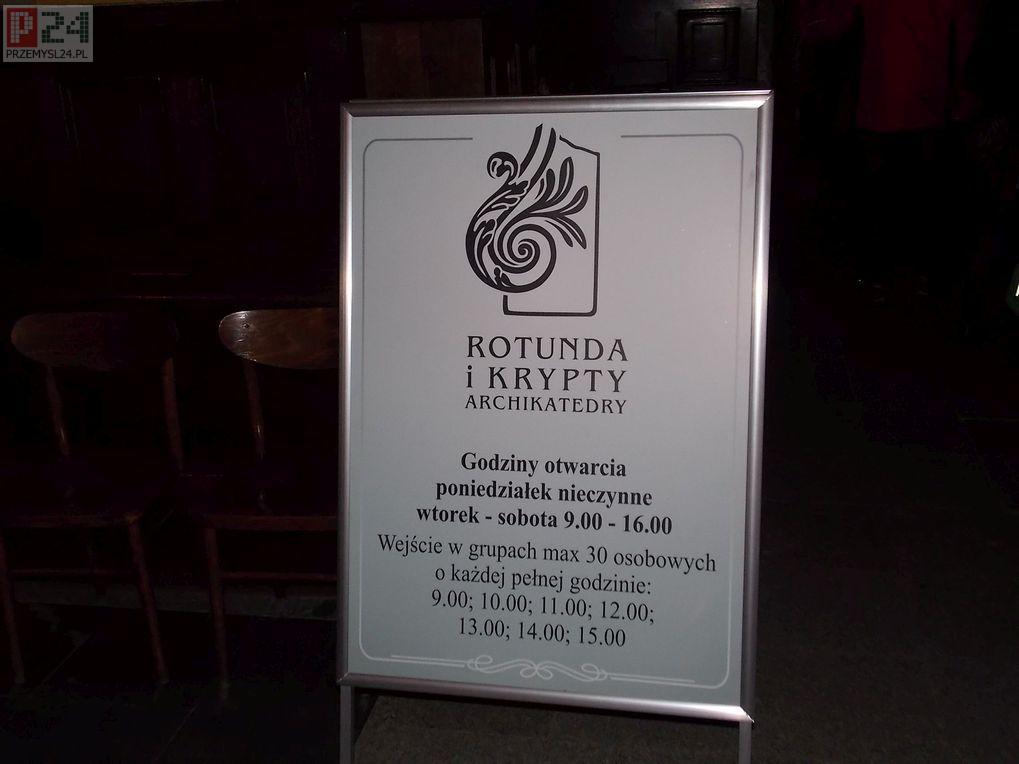 P24
PRZEMYSL24.PL
ROTUNDA
i KRYPTY
ARCHIKATEDRY
Godziny otwarcia
poniedziałek nieczynne
wtorek - sobota 9.00 - 16.00
Wejście w grupach max 30 osobowych
o każdej pełnej godzinie:
9.00; 10.00; 11.00; 12.00;
13.00; 14.00; 15.00